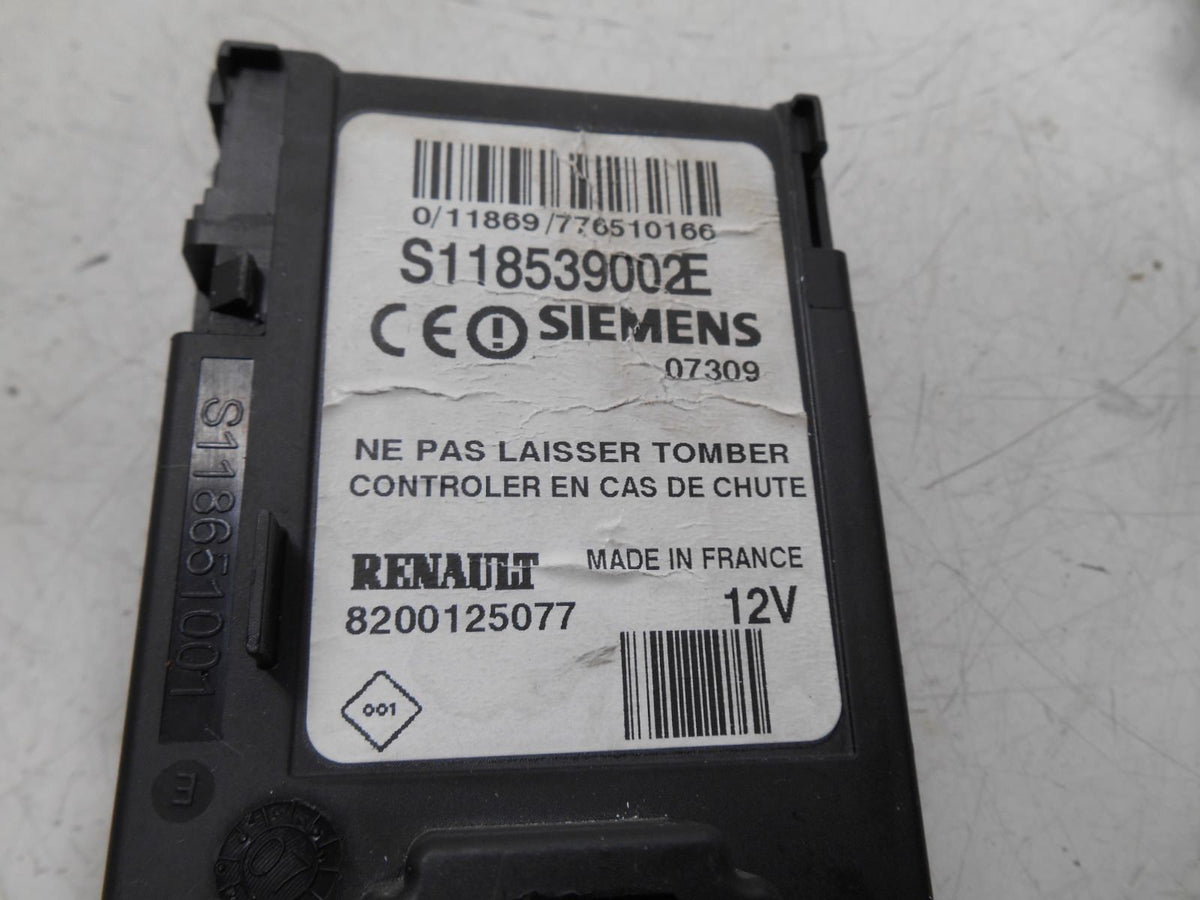 0/11869/776510166
S118539002E
CE SIEMENS
07309
NE PAS LAISSER TOMBER
CONTROLER EN CAS DE CHUTE
RENAULT
MADE IN FRANCE
8200125077
12V
001
S118651001
E